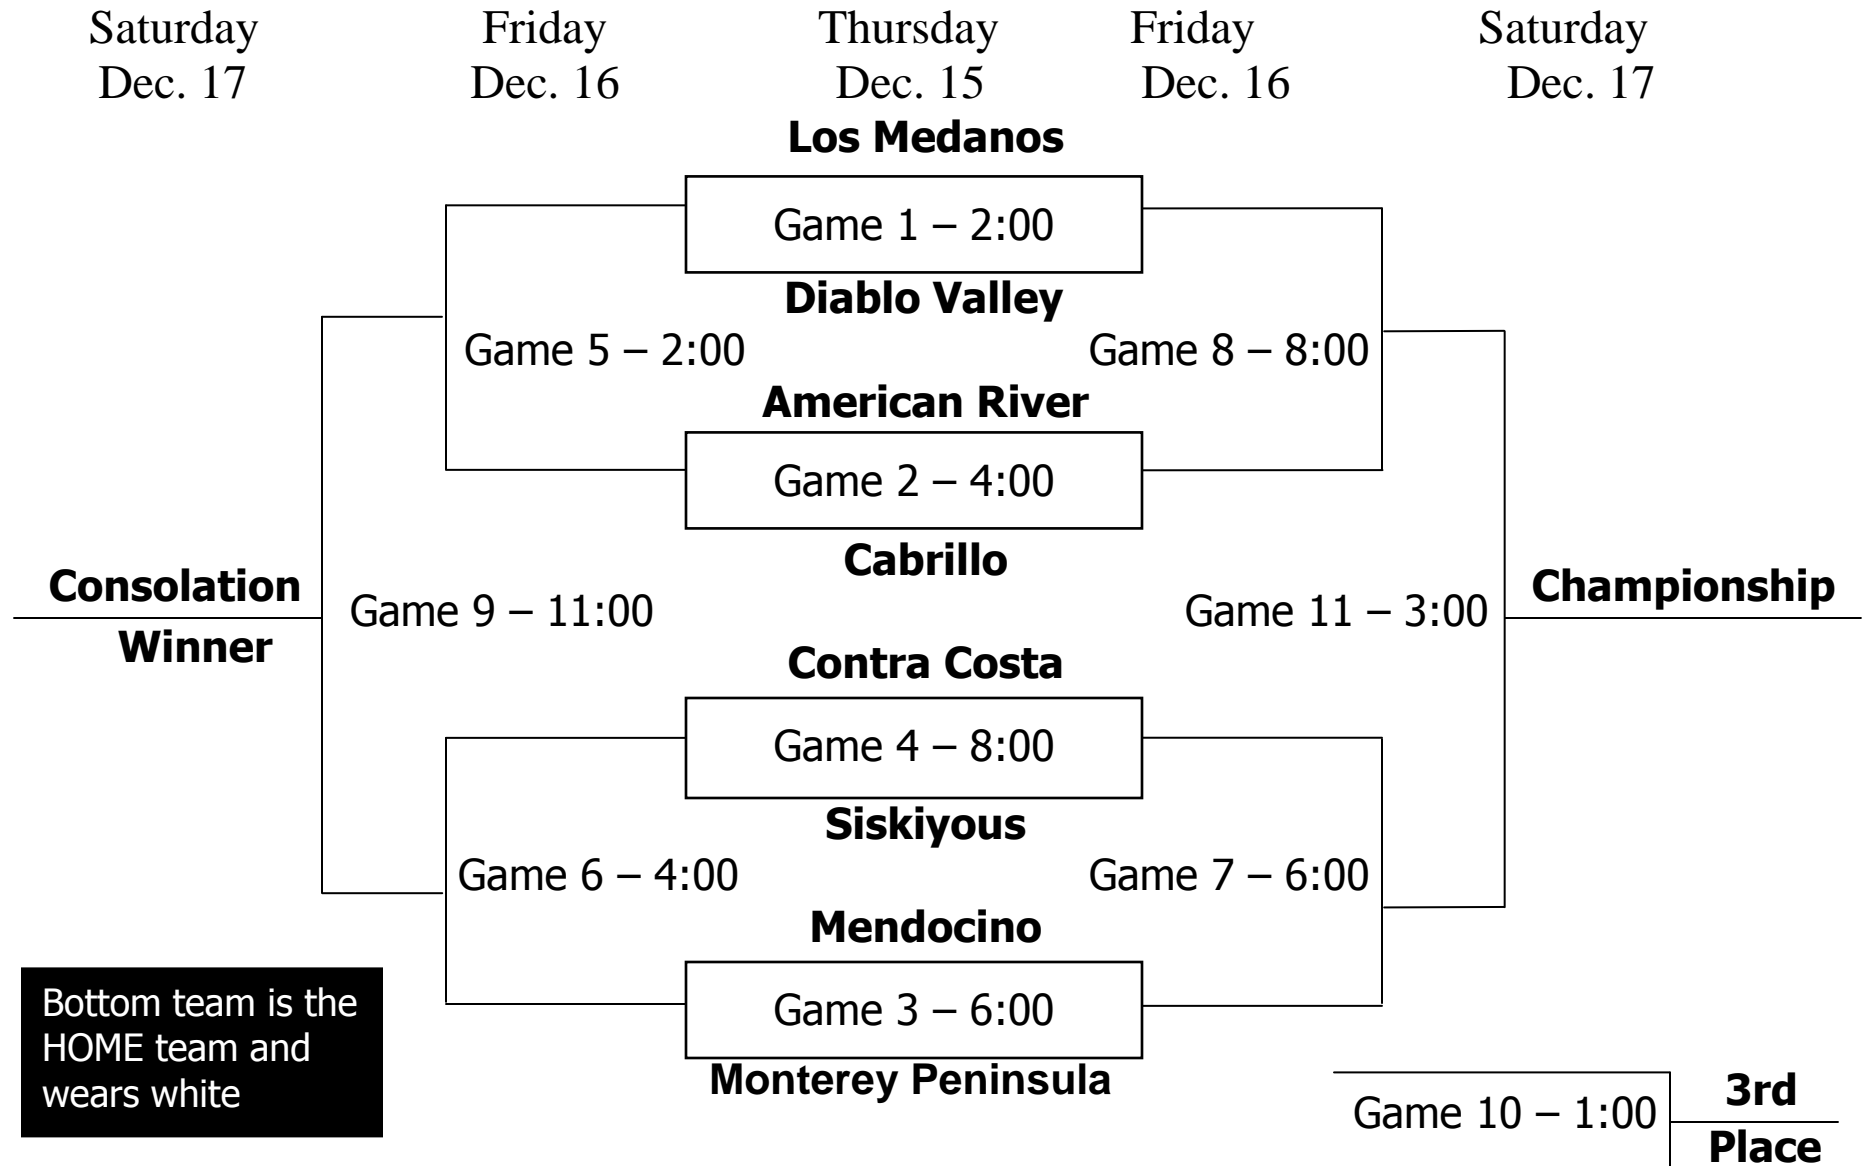 Saturday Friday Thursday Friday Saturday
Dec. 17 Dec. 16 Dec. 15 Dec. 16 Dec. 17
Los Medanos
Game 1 – 2:00
Diablo Valley
Game 5 – 2:00 Game 8 – 8:00
American River
Game 2 – 4:00
Cabrillo
Consolation Championship
Game 9 – 11:00 Game 11 – 3:00
Winner
Contra Costa
Game 4 – 8:00
Siskiyous
Game 6 – 4:00 Game 7 – 6:00
Mendocino
Game 3 – 6:00
Monterey Peninsula
Bottom team is the
HOME team and
wears white
3rd
Game 10 – 1:00
Place